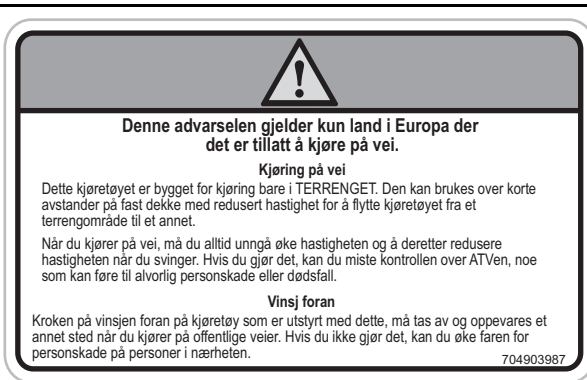 Denne advarselen gjelder kun land i Europa der
det er tillatt å kjøre på vei.
Kjøring på vei
Dette kjøretøyet er bygget for kjøring bare i TERRENGET. Den kan brukes over korte
avstander på fast dekke med redusert hastighet for å flytte kjøretøyet fra et
terrengområde til et annet.
Når du kjører på vei, må du alltid unngå øke hastigheten og å deretter redusere
hastigheten når du svinger. Hvis du gjør det, kan du miste kontrollen over ATVen, noe
som kan føre til alvorlig personskade eller dødsfall.
Vinsj foran
Kroken på vinsjen foran på kjøretøy som er utstyrt med dette, må tas av og oppevares et
annet sted når du kjører på offentlige veier. Hvis du ikke gjør det, kan du øke faren for
personskade på personer i nærheten.
704903987